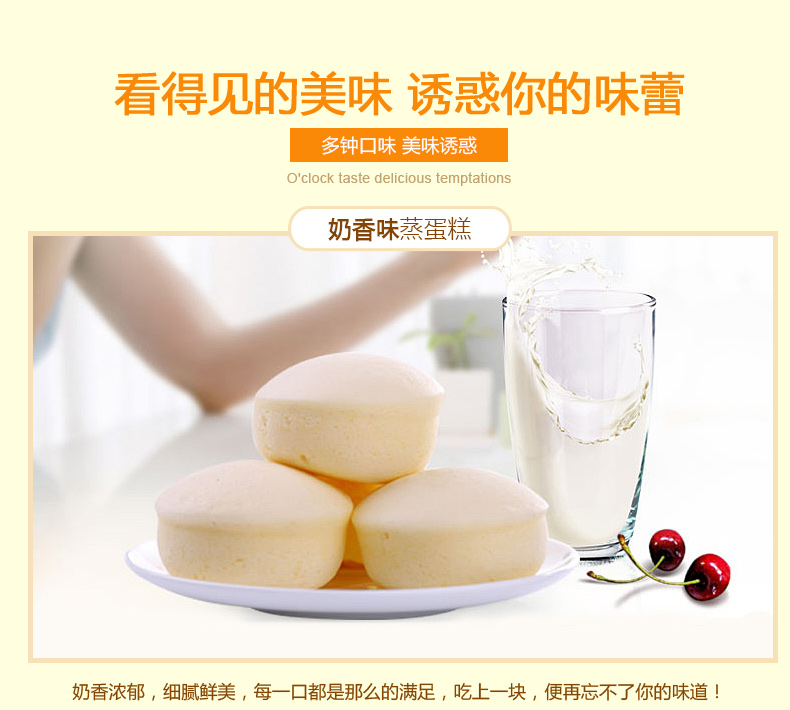 看得见的美味 诱惑你的味蕾
多钟口味 美味诱惑
O'clock taste delicious temptations
奶香味蒸蛋糕
奶香浓郁，细腻鲜美，每一口都是那么的满足，吃上一块，便再忘不了你的味道！